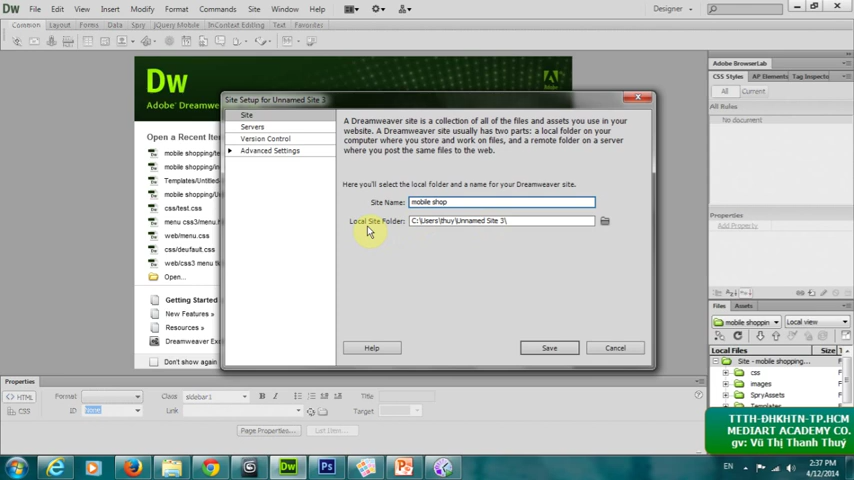 Dw File Edit View Insert Modify Format Commands Site Window Help Designer
Common Layout Forms Data Spry jQuery Mobile InContext Editing Text Favorites
Dw
Adobe® Dreamwe
Open a Recent Ite
mobile shopping/te
mobile shopping/in
Templates/Untitled
mobile shopping/U
css/test.css
menu css3/menu.h
web/menu.css
css/deufault.css
web/css3 menu
Open...
Getting Started
New Features »
Resources »
Dreamweaver Exc
Don't show again
Site Setup for Unnamed Site 3
Site
Servers
Version Control
Advanced Settings
A Dreamweaver site is a collection of all of the files and assets you use in your
website. A Dreamweaver site usually has two parts: a local folder on your
computer where you store and work on files, and a remote folder on a server
where you post the same files to the web.
Here you'll select the local folder and a name for your Dreamweaver site.
Site Name: mobile shop
Local Site Folder: C:\Users\thuy\Unnamed Site 3\
Help Save Cancel
Adobe BrowserLab
CSS Styles AP Elements Tag Inspecto
All Current
All Rules
No document
Properties
Add Property
Files Assets
mobile shoppin Local view
Local Files Size
Site - mobile shopping...
css
images
SpryAssets
Templates
Properties
HTML Format Class sidebar1 B I Title
CSS ID None Link Target
Page Properties... List Item...
TTTH-ĐHKHTN-TP.HCM
MEDIART ACADEMY CO.
gv: Vũ Thị Thanh Thuý
EN 2:37 PM
4/12/2014